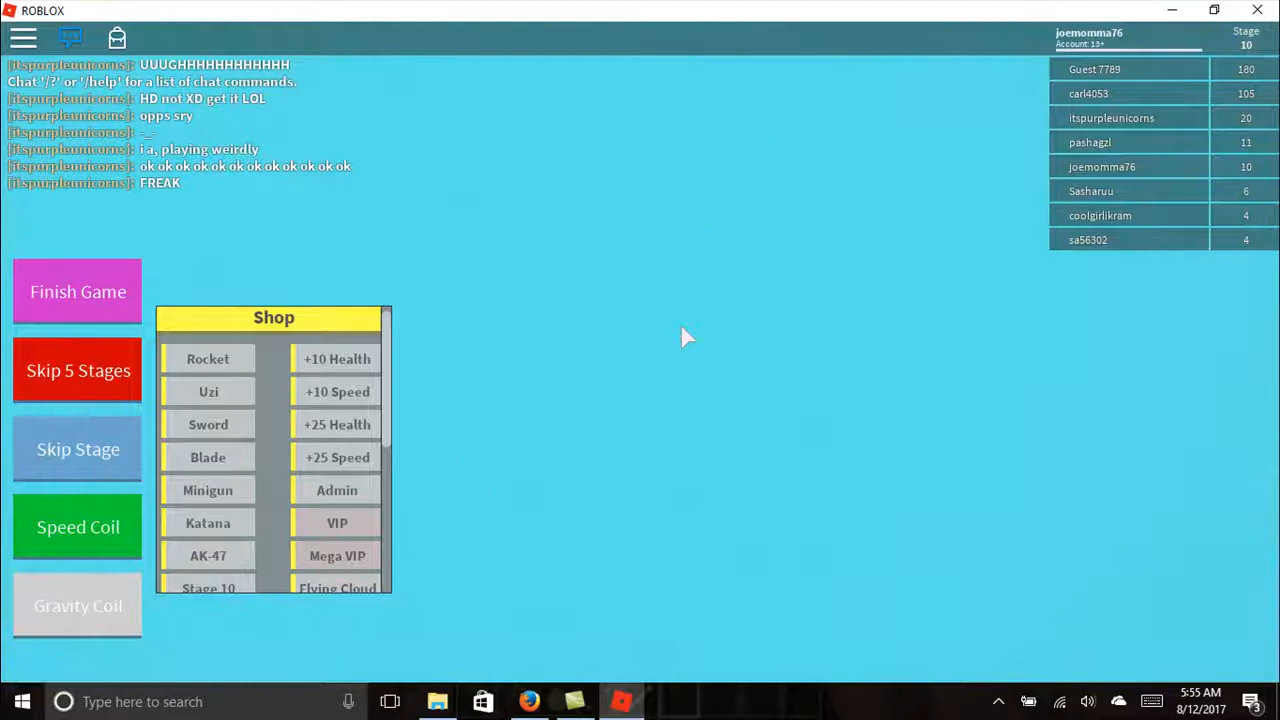 ROBLOX
joemomma76
Account: 13+
Stage
10
[itspurpleunicorns]: UUUGHHHHHHHHHHHH
Chat '/?' or '/help' for a list of chat commands.
[itspurpleunicorns]: HD not XD get it LOL
[itspurpleunicorns]: opps sry
[itspurpleunicorns]: -_-
[itspurpleunicorns]: i a, playing weirdly
[itspurpleunicorns]: ok ok ok ok ok ok ok ok ok ok ok ok
[itspurpleunicorns]: FREAK
Guest 7789 180
carl4053 105
itspurpleunicorns 20
pashagzl 11
joemomma76 10
Sasharuu 6
coolgirlikram 4
sa56302 4
Finish Game
Skip 5 Stages
Skip Stage
Speed Coil
Gravity Coil
Shop
Rocket +10 Health
Uzi +10 Speed
Sword +25 Health
Blade +25 Speed
Minigun Admin
Katana VIP
AK-47 Mega VIP
Stage 10 Flying Cloud
Type here to search
5:55 AM
8/12/2017
3